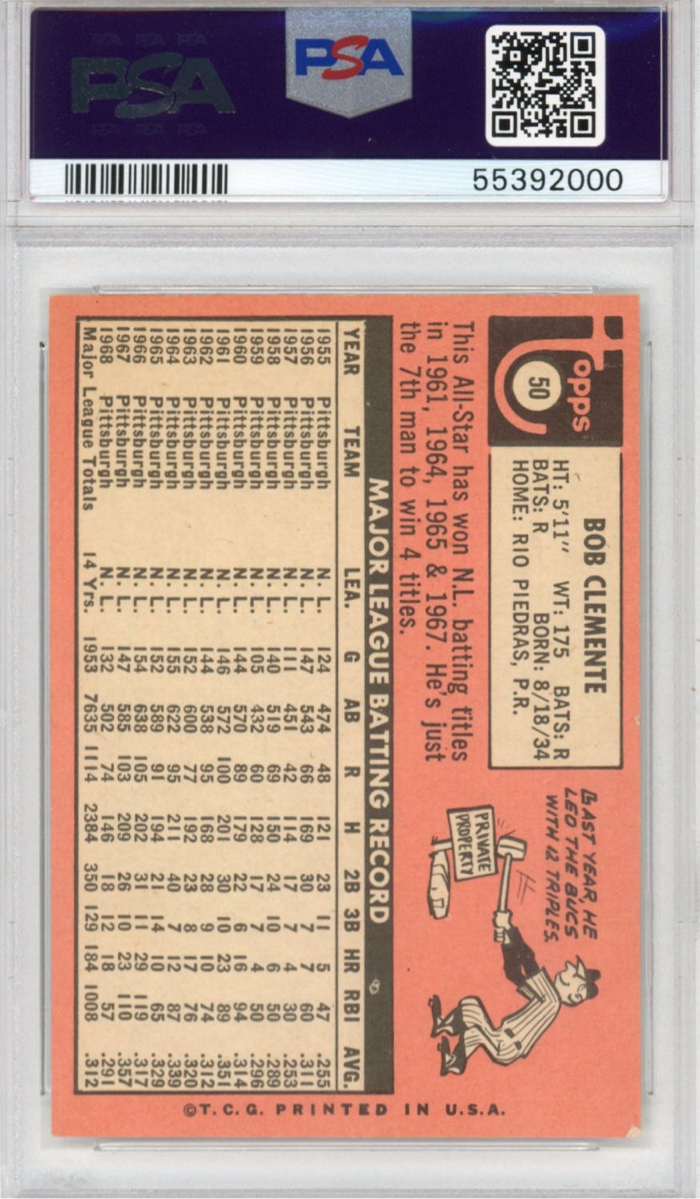 PSA PSA PSA
PSA
PSA PSA PSA
PSA
55392000
Topps
50
BOB CLEMENTE
HT: 5'11" WT: 175 BATS: R
BATS: R BORN: 8/18/34
HOME: RIO PIEDRAS, P.R.
LAST YEAR, HE
LED THE BUCS
WITH 12 TRIPLES.
PRIVATE
PROPERTY
This All-Star has won N.L. batting titles
in 1961, 1964, 1965 & 1967. He's just
the 7th man to win 4 titles.
MAJOR LEAGUE BATTING RECORD
YEAR TEAM LEA. G AB R H 2B 3B HR RBI AVG.
1955 Pittsburgh N. L. 124 474 48 121 23 11 5 47 .255
1956 Pittsburgh N. L. 147 543 66 169 30 7 7 60 .311
1957 Pittsburgh N. L. 111 451 42 114 17 7 4 30 .253
1958 Pittsburgh N. L. 140 519 69 150 24 10 6 50 .289
1959 Pittsburgh N. L. 105 432 60 128 17 7 4 50 .296
1960 Pittsburgh N. L. 144 570 89 179 22 6 16 94 .314
1961 Pittsburgh N. L. 146 572 100 201 30 10 23 89 .351
1962 Pittsburgh N. L. 144 538 95 168 28 9 10 74 .312
1963 Pittsburgh N. L. 152 600 77 192 23 8 17 76 .320
1964 Pittsburgh N. L. 155 622 95 211 40 7 12 87 .339
1965 Pittsburgh N. L. 152 589 91 194 21 14 10 65 .329
1966 Pittsburgh N. L. 154 638 105 202 31 11 29 119 .317
1967 Pittsburgh N. L. 147 585 103 209 26 10 23 110 .357
1968 Pittsburgh N. L. 132 502 74 146 18 12 18 57 .291
Major League Totals 14 Yrs. 1953 7635 1114 2384 350 129 184 1008 .312
©T.C.G. PRINTED IN U.S.A.